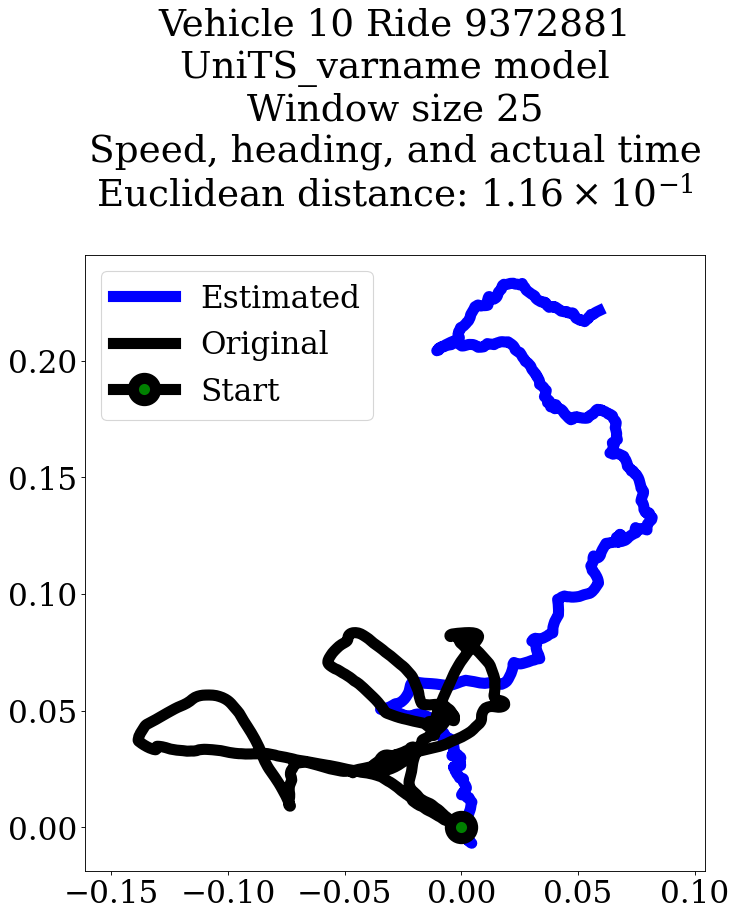 Vehicle 10 Ride 9372881
UniTS_varname model
Window size 25
Speed, heading, and actual time
Euclidean distance: 1.16 × 10⁻¹
Estimated
Original
Start
0.20
0.15
0.10
0.05
0.00
−0.15 −0.10 −0.05 0.00 0.05 0.10